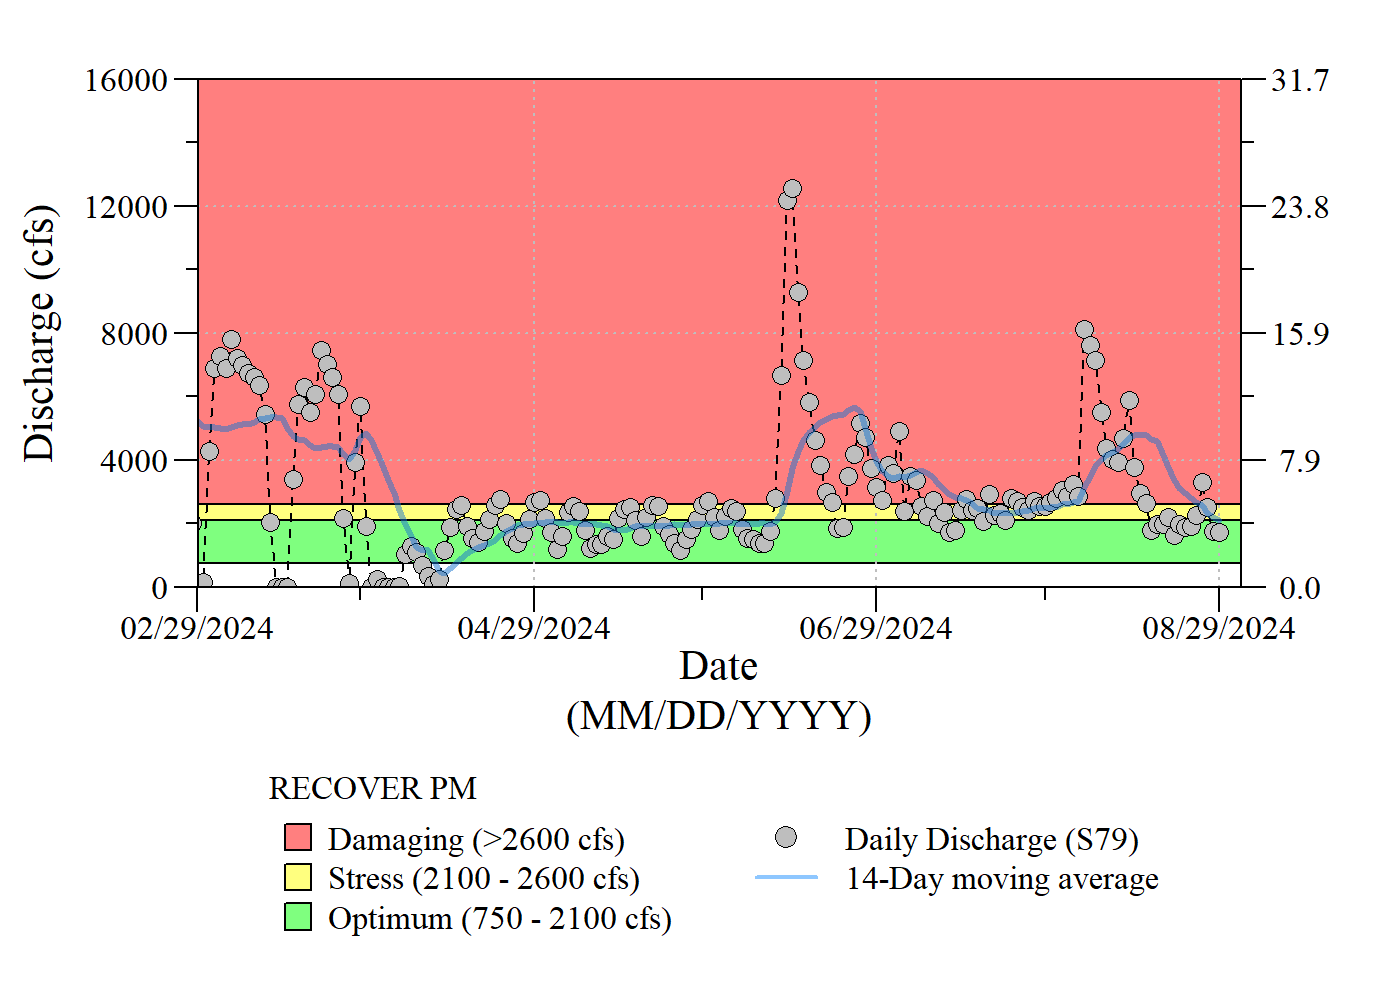 16000
12000
8000
4000
0
Discharge (cfs)
31.7
23.8
15.9
7.9
0.0
02/29/2024 04/29/2024 06/29/2024 08/29/2024
Date
(MM/DD/YYYY)
RECOVER PM
Damaging (>2600 cfs)
Stress (2100 - 2600 cfs)
Optimum (750 - 2100 cfs)
Daily Discharge (S79)
14-Day moving average